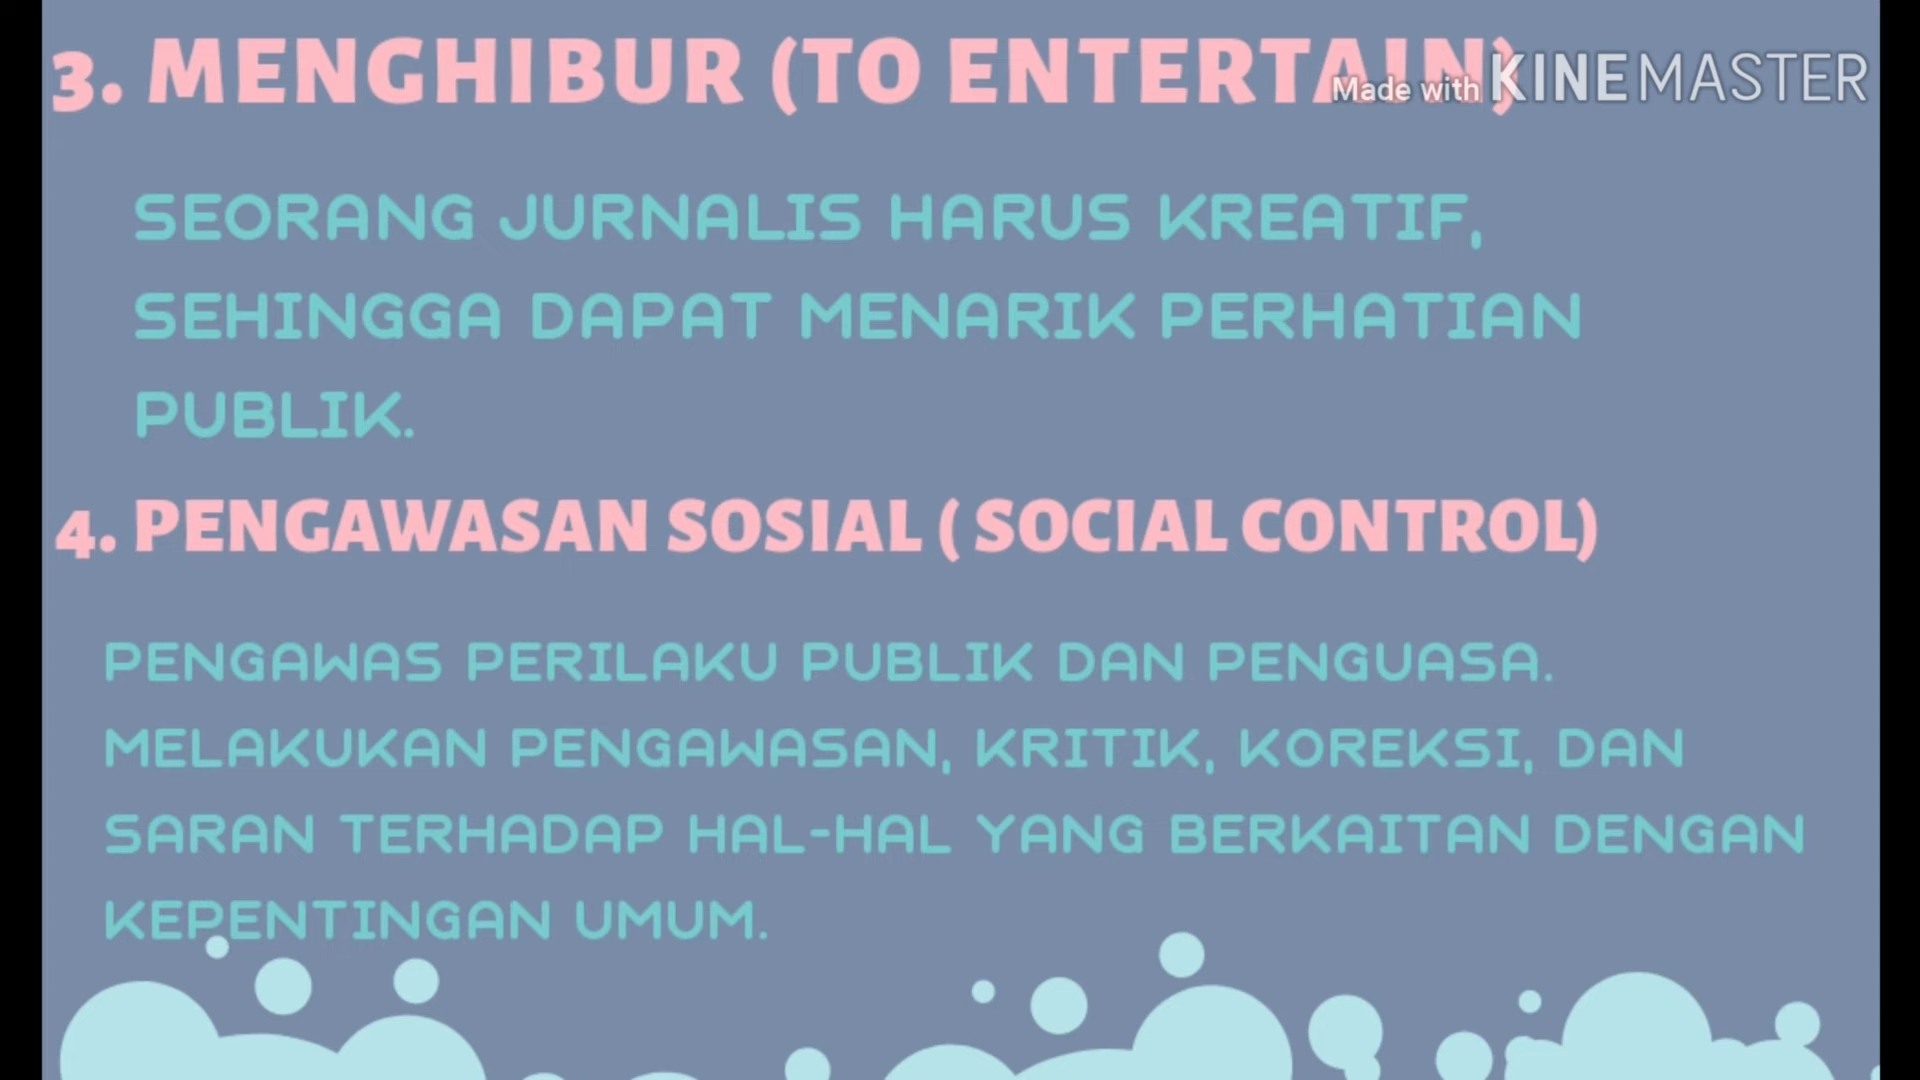 3. MENGHIBUR (TO ENTERTAIN)
Made with KINEMASTER
SEORANG JURNALIS HARUS KREATIF,
SEHINGGA DAPAT MENARIK PERHATIAN
PUBLIK.
4. PENGAWASAN SOSIAL ( SOCIAL CONTROL)
PENGAWAS PERILAKU PUBLIK DAN PENGUASA.
MELAKUKAN PENGAWASAN, KRITIK, KOREKSI, DAN
SARAN TERHADAP HAL-HAL YANG BERKAITAN DENGAN
KEPENTINGAN UMUM.